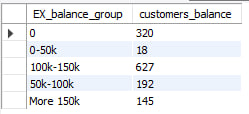 EX_balance_group customers_balance
0 320
0-50k 18
100k-150k 627
50k-100k 192
More 150k 145